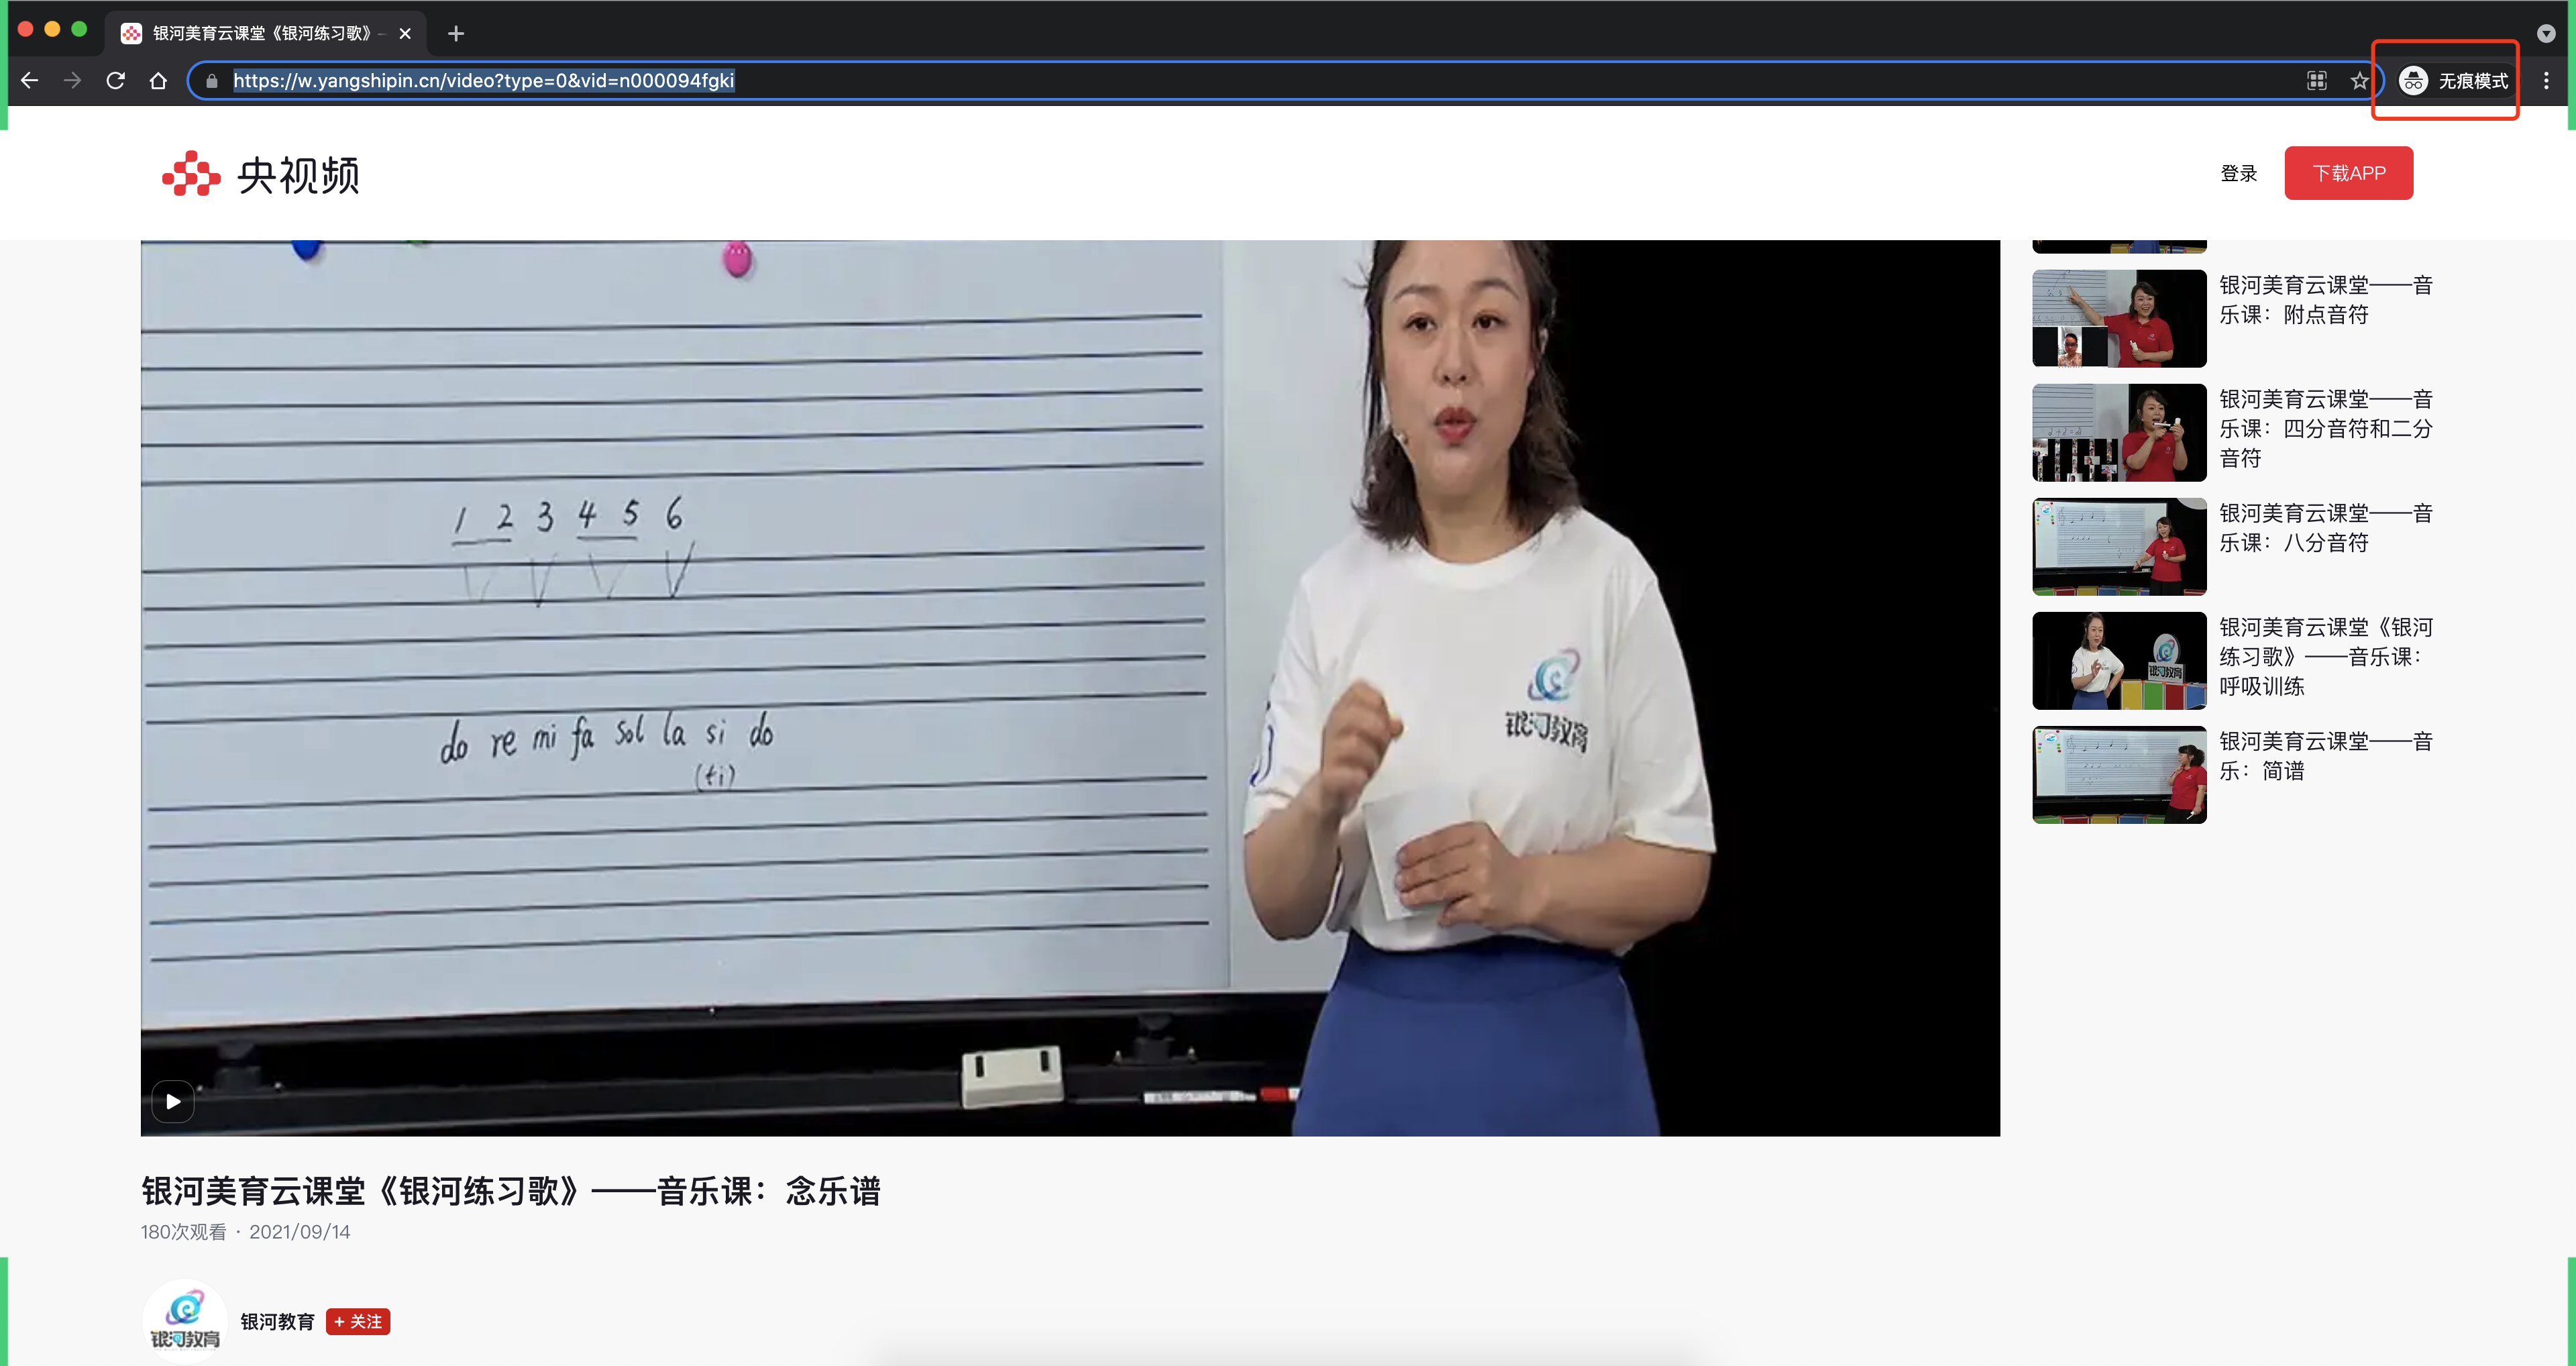 银河美育云课堂《银河练习歌》
https://w.yangshipin.cn/video?type=0&vid=n000094fgki
无痕模式
央视频
登录
下载APP
1 2 3 4 5 6
do re mi fa sol la si do
(ti)
银河教育
银河美育云课堂——音
乐课：附点音符
银河美育云课堂——音
乐课：四分音符和二分
音符
银河美育云课堂——音
乐课：八分音符
银河教育
银河美育云课堂《银河
练习歌》——音乐课：
呼吸训练
银河美育云课堂——音
乐：简谱
银河美育云课堂《银河练习歌》——音乐课：念乐谱
180次观看 · 2021/09/14
银河教育
银河教育
+ 关注